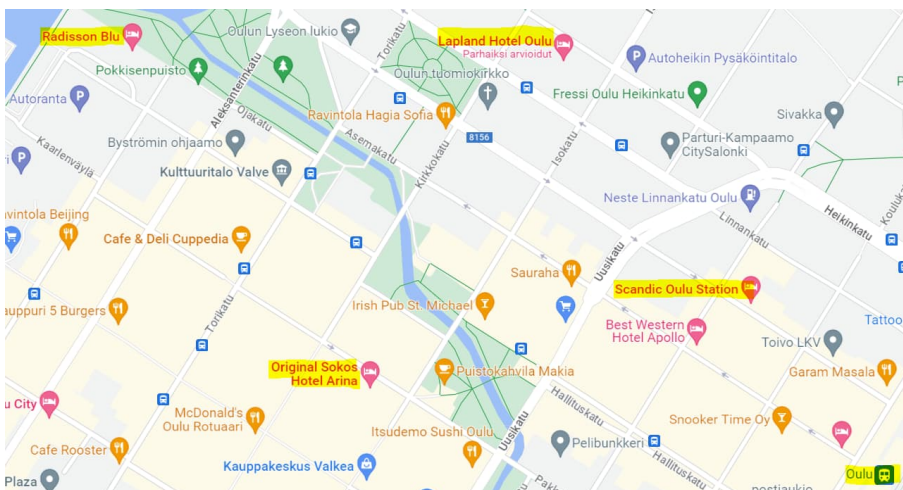 Radisson Blu
Oulun Lyseon lukio
Torikatu
Lapland Hotel Oulu
Parhaiksi arvioidut
Autoheikin Pysäköintitalo
Pokkisenpuisto
Aleksanterinkatu
Oulun tuomiokirkko
Fressi Oulu Heikinkatu
Autoranta
Ojakatu
Ravintola Hagia Sofia
Sivakka
Kaarlenväylä
Byströmin ohjaamo
Asemakatu
8156
Isokatu
Parturi-Kampaamo
CitySalonki
Kulttuuritalo Valve
Kirkkokatu
Neste Linnankatu Oulu
Linnankatu
Heikinkatu
Kouluka
avintola Beijing
Cafe & Deli Cuppedia
Uusikatu
Sauraha
Scandic Oulu Station
auppuri 5 Burgers
Torikatu
Irish Pub St. Michael
Best Western
Hotel Apollo
Tattoo
Toivo LKV
Original Sokos
Hotel Arina
Puistokahvila Makia
Garam Masala
u City
McDonald's
Oulu Rotuaari
Hallituskatu
Snooker Time Oy
Itsudemo Sushi Oulu
Uusikatu
Pelibunkkeri
Cafe Rooster
Kauppakeskus Valkea
Hallituskatu
Oulu
Plaza
Pakk
postiaukio